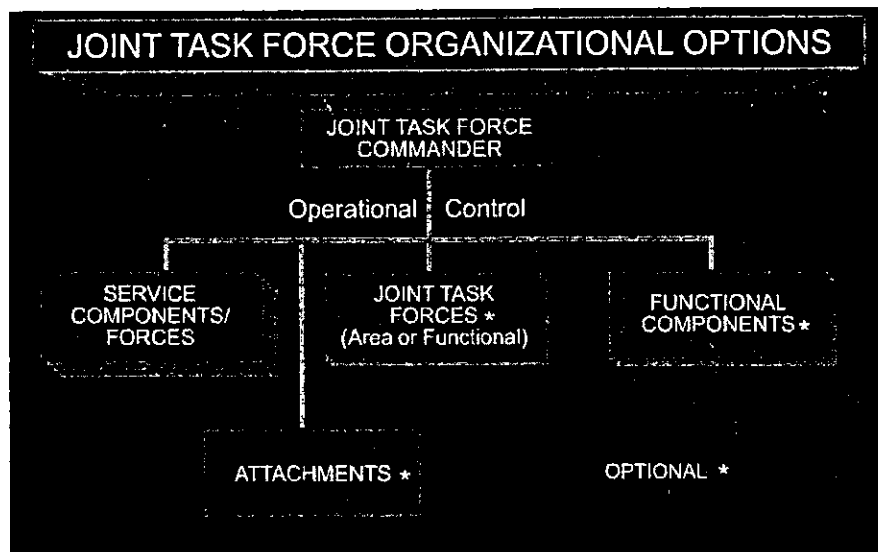 JOINT TASK FORCE ORGANIZATIONAL OPTIONS
JOINT TASK FORCE
COMMANDER
Operational Control
SERVICE
COMPONENTS/
FORCES
JOINT TASK
FORCES *
(Area or Functional)
FUNCTIONAL
COMPONENTS *
ATTACHMENTS *
OPTIONAL *